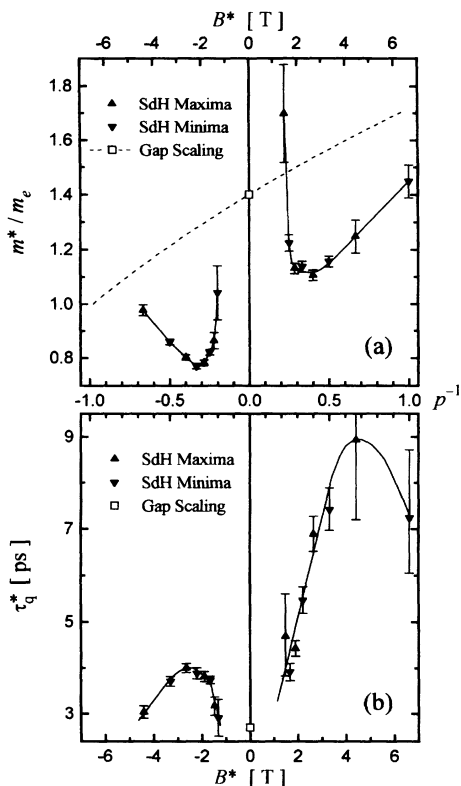 B* [ T ]
-6 -4 -2 0 2 4 6
1.8
1.6
1.4
1.2
1.0
0.8
m*/mₑ
SdH Maxima
SdH Minima
Gap Scaling
(a)
-1.0 -0.5 0.0 0.5 1.0 p⁻¹
9
7
5
3
τq* [ ps ]
SdH Maxima
SdH Minima
Gap Scaling
(b)
-6 -4 -2 0 2 4 6
B* [ T ]